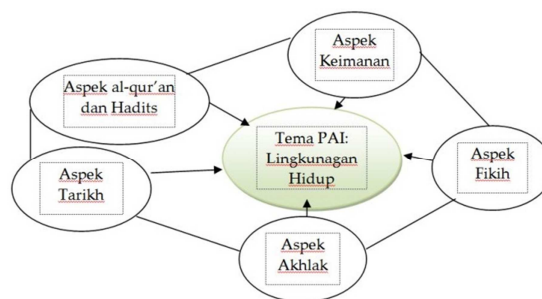 Aspek
Keimanan
Aspek al-qur'an
dan Hadits
Tema PAI:
Lingkunagan
Hidup
Aspek
Fikih
Aspek
Tarikh
Aspek
Akhlak